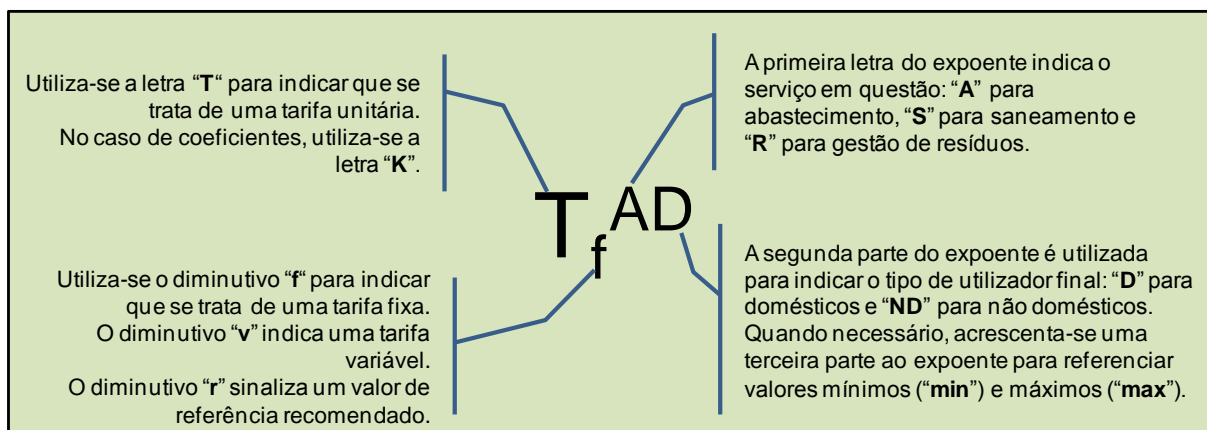 Utiliza-se a letra “T“ para indicar que se
trata de uma tarifa unitária.
No caso de coeficientes, utiliza-se a
letra “K”.
A primeira letra do expoente indica o
serviço em questão: “A” para
abastecimento, “S” para saneamento e
“R” para gestão de resíduos.
TfAD
Utiliza-se o diminutivo “f“ para indicar
que se trata de uma tarifa fixa.
O diminutivo “v” indica uma tarifa
variável.
O diminutivo “r” sinaliza um valor de
referência recomendado.
A segunda parte do expoente é utilizada
para indicar o tipo de utilizador final: “D” para
domésticos e “ND” para não domésticos.
Quando necessário, acrescenta-se uma
terceira parte ao expoente para referenciar
valores mínimos (“min”) e máximos (“max”).